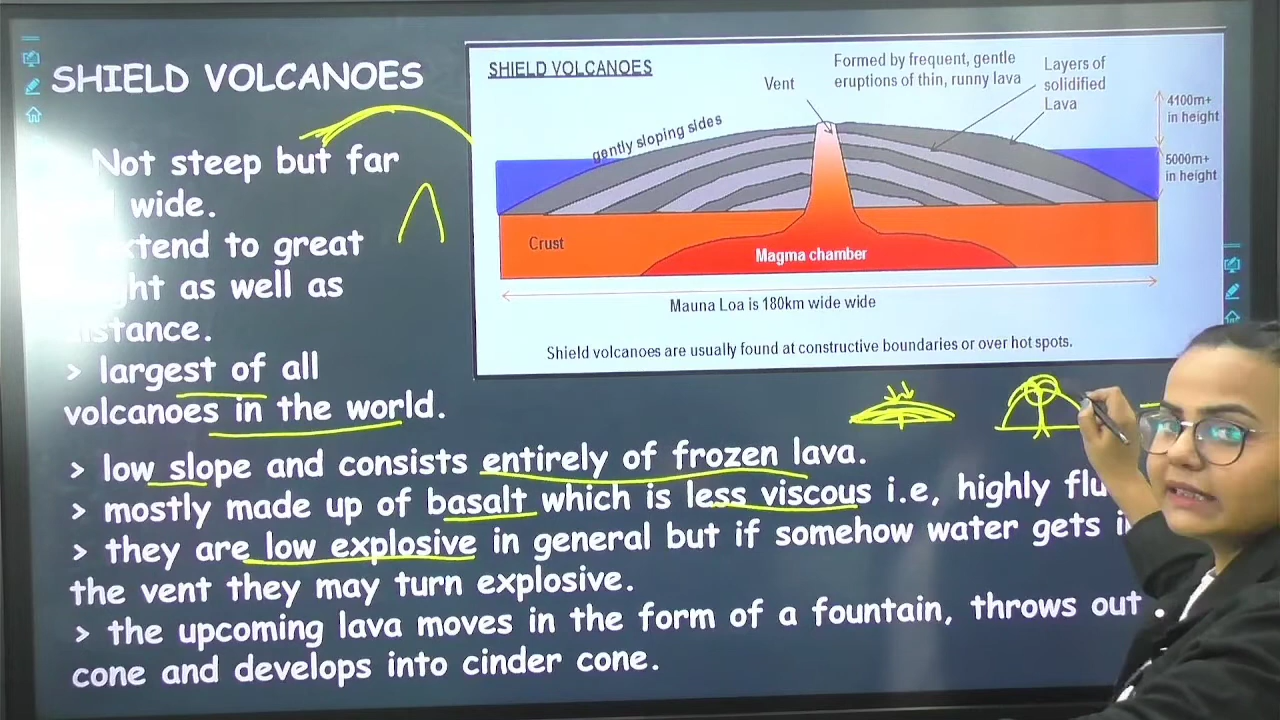 SHIELD VOLCANOES
Not steep but far
wide.
extend to great
as well as
distance.
> largest of all
volcanoes in the world.
> low slope and consists entirely of frozen lava.
> mostly made up of basalt which is less viscous i.e, highly
> they are low explosive in general but if somehow water gets
the vent they may turn explosive.
> the upcoming lava moves in the form of a fountain, throws out
cone and develops into cinder cone.
SHIELD VOLCANOES
Vent
Formed by frequent, gentle
eruptions of thin, runny lava
Layers of
solidified
Lava
gently sloping sides
4100m+
in height
5000m+
in height
Crust
Magma chamber
Mauna Loa is 180km wide wide
Shield volcanoes are usually found at constructive boundaries or over hot spots.